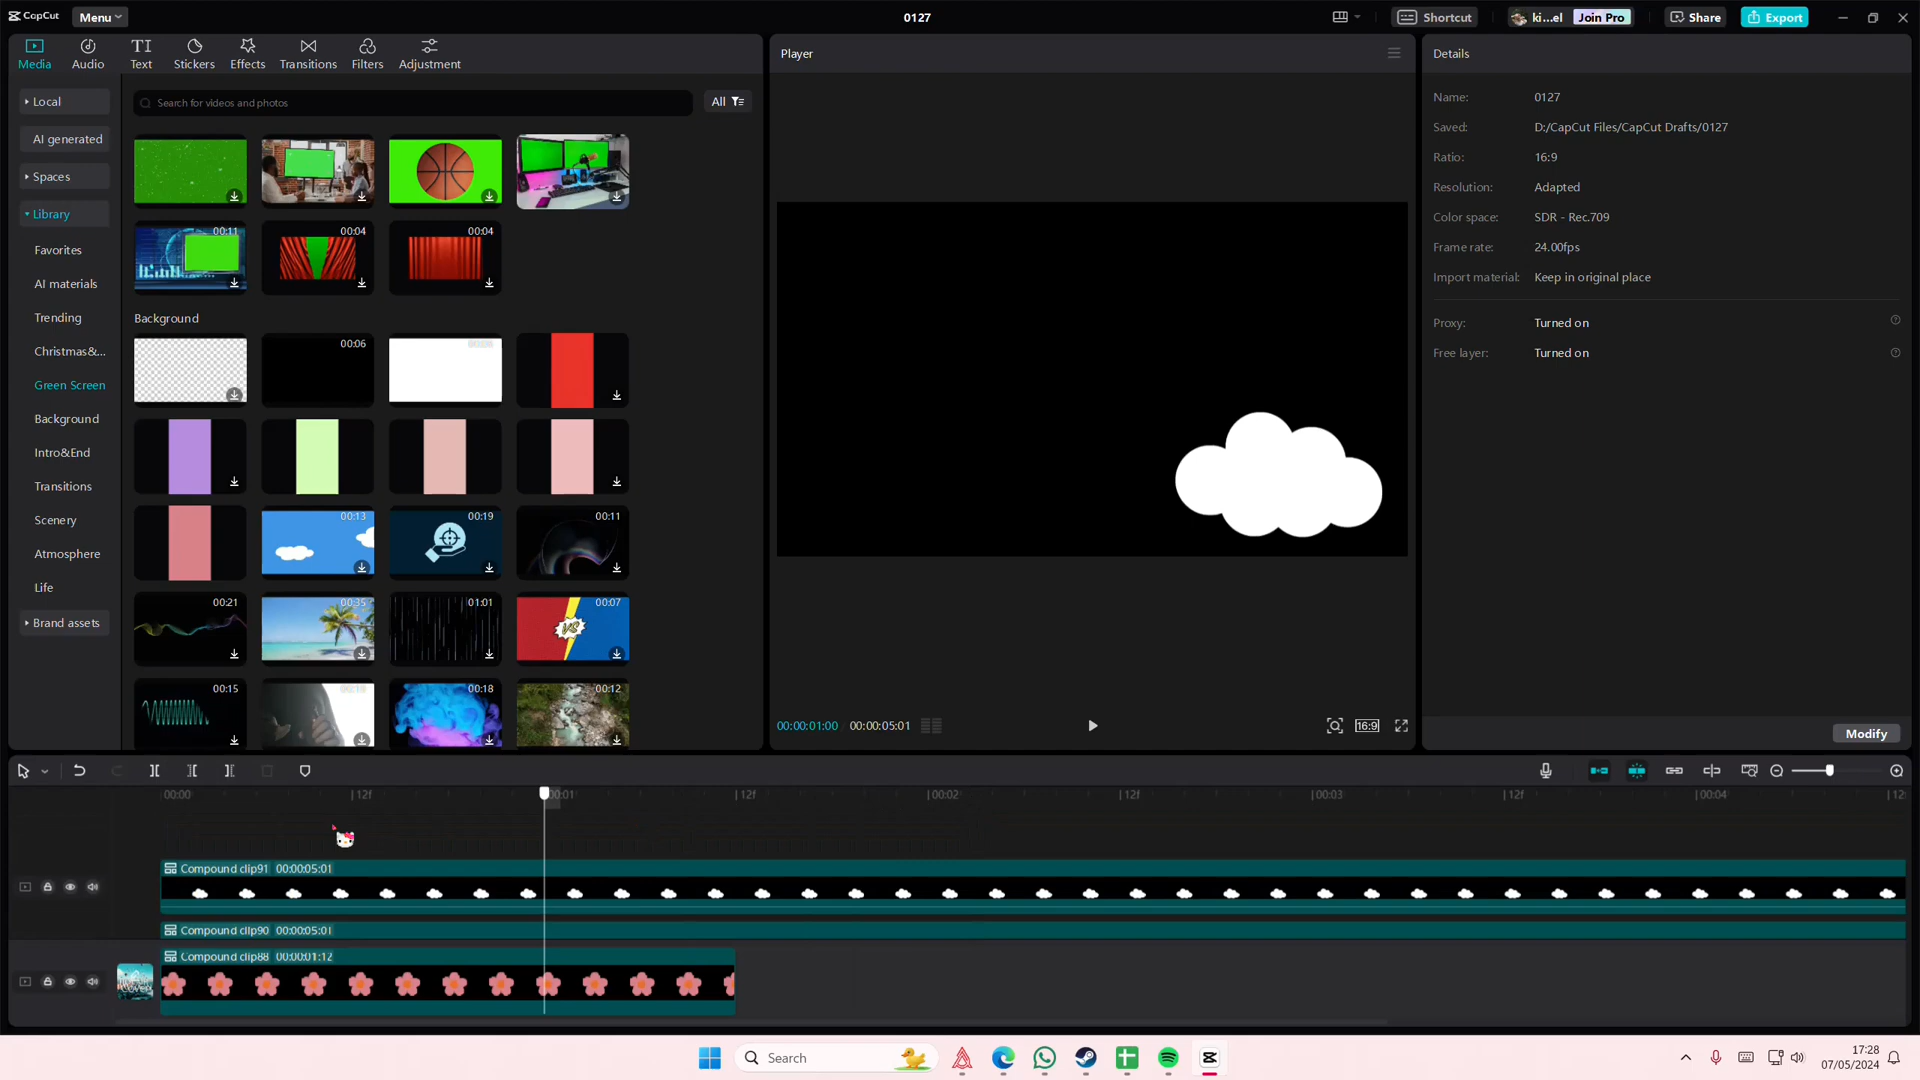 CapCut
Menu
0127
Shortcut
ki...el
Join Pro
Share
Export
Media
Audio
TI
Text
Stickers
Effects
Transitions
Filters
Adjustment
Player
Details
Local
AI generated
Spaces
Library
Favorites
AI materials
Trending
Christmas&...
Green Screen
Background
Intro&End
Transitions
Scenery
Atmosphere
Life
Brand assets
Search for videos and photos
All
00:11
00:04
00:04
Background
00:06
00:13
00:19
00:11
00:21
00:35
01:01
00:07
VS
00:15
00:18
00:12
00:00:01:00
00:00:05:01
16:9
Name: 0127
Saved: D:/CapCut Files/CapCut Drafts/0127
Ratio: 16:9
Resolution: Adapted
Color space: SDR - Rec.709
Frame rate: 24.00fps
Import material: Keep in original place
Proxy: Turned on
Free layer: Turned on
Modify
00:00
12f
00:01
12f
00:02
12f
00:03
12f
00:04
Compound clip91 00:00:05:01
Compound clip90 00:00:05:01
Compound clip88 00:00:01:12
Cover
Search
17:28
07/05/2024